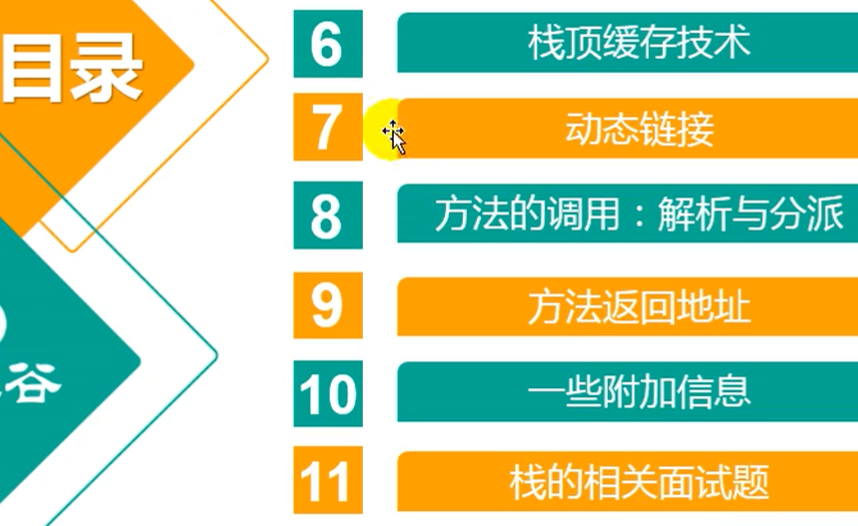 目录
6 栈顶缓存技术
7 动态链接
8 方法的调用：解析与分派
9 方法返回地址
10 一些附加信息
11 栈的相关面试题
谷